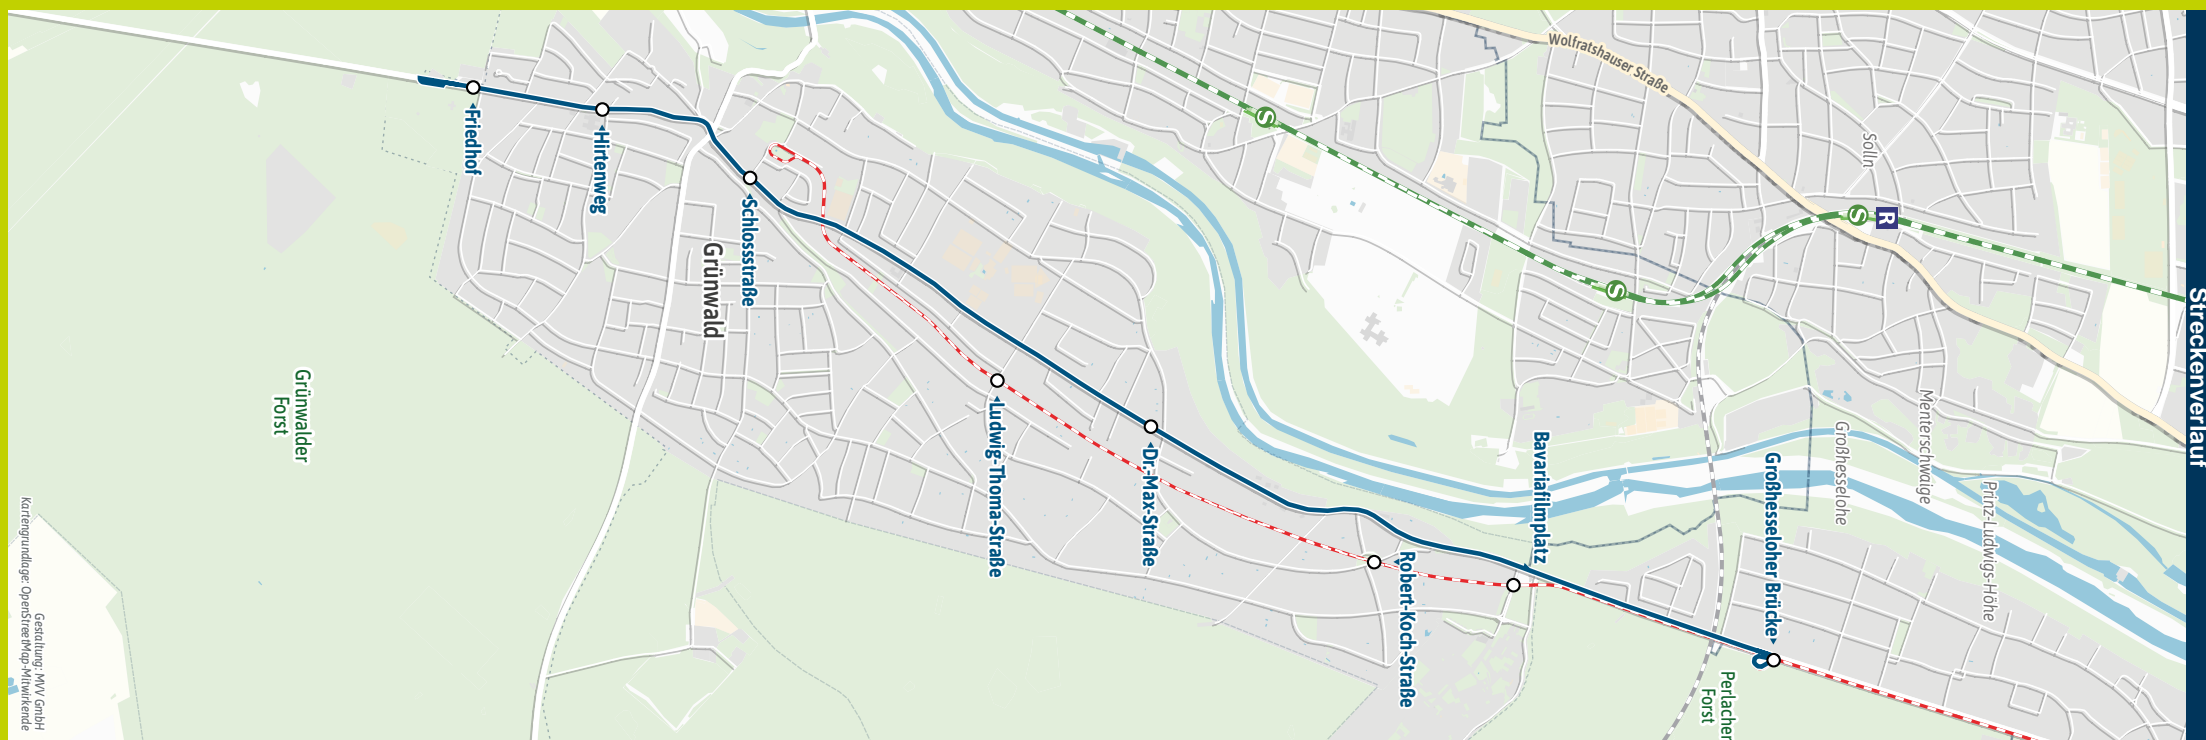 Streckenverlauf
Wolfratshauser Straße
Solln
S
S
S
R
Friedhof
Hirtenweg
Schlossstraße
Grünwald
Ludwig-Thoma-Straße
Dr.-Max-Straße
Robert-Koch-Straße
Bavariafilmplatz
Großhesseloher Brücke
Großhesselohe
Menterschwaige
Prinz-Ludwigs-Höhe
Perlacher
Forst
Grünwalder
Forst
Gestaltung: MVV GmbH
Kartengrundlage: OpenStreetMap-Mitwirkende